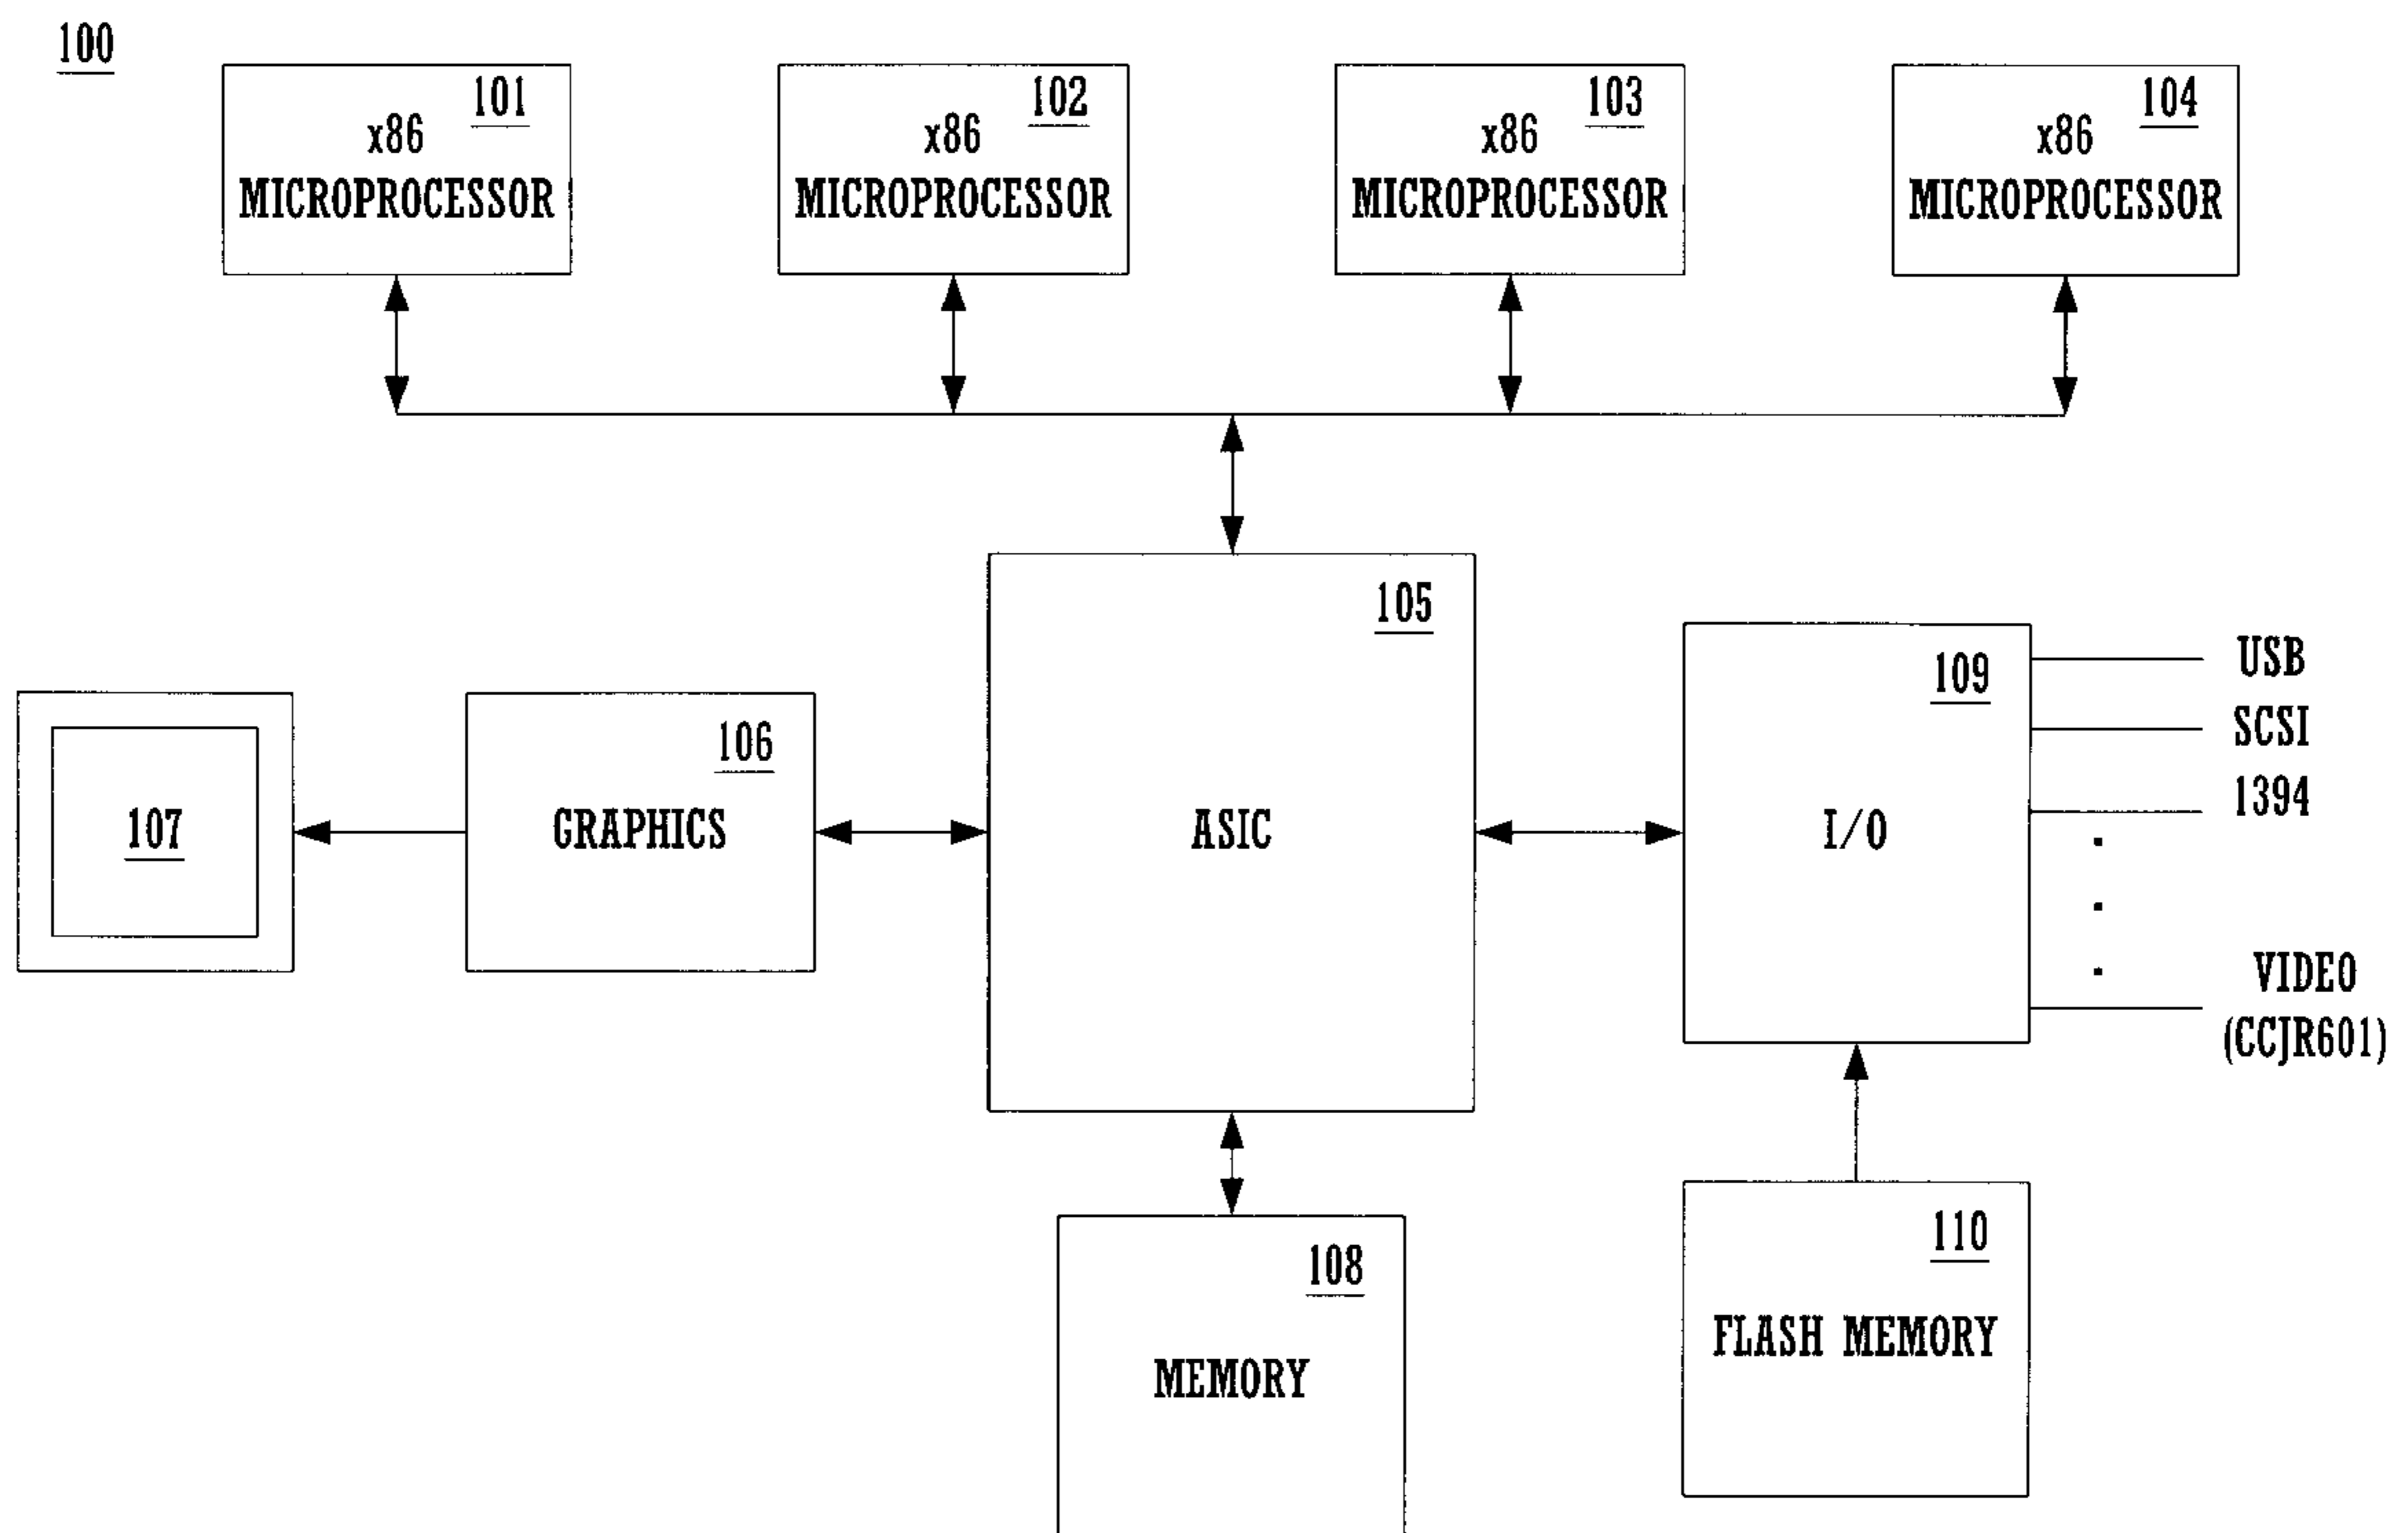 100
101
x86
MICROPROCESSOR
102
x86
MICROPROCESSOR
103
x86
MICROPROCESSOR
104
x86
MICROPROCESSOR
105
ASIC
106
GRAPHICS
107
109
I/O
USB
SCSI
1394
VIDEO
(CCJR601)
108
MEMORY
110
FLASH MEMORY